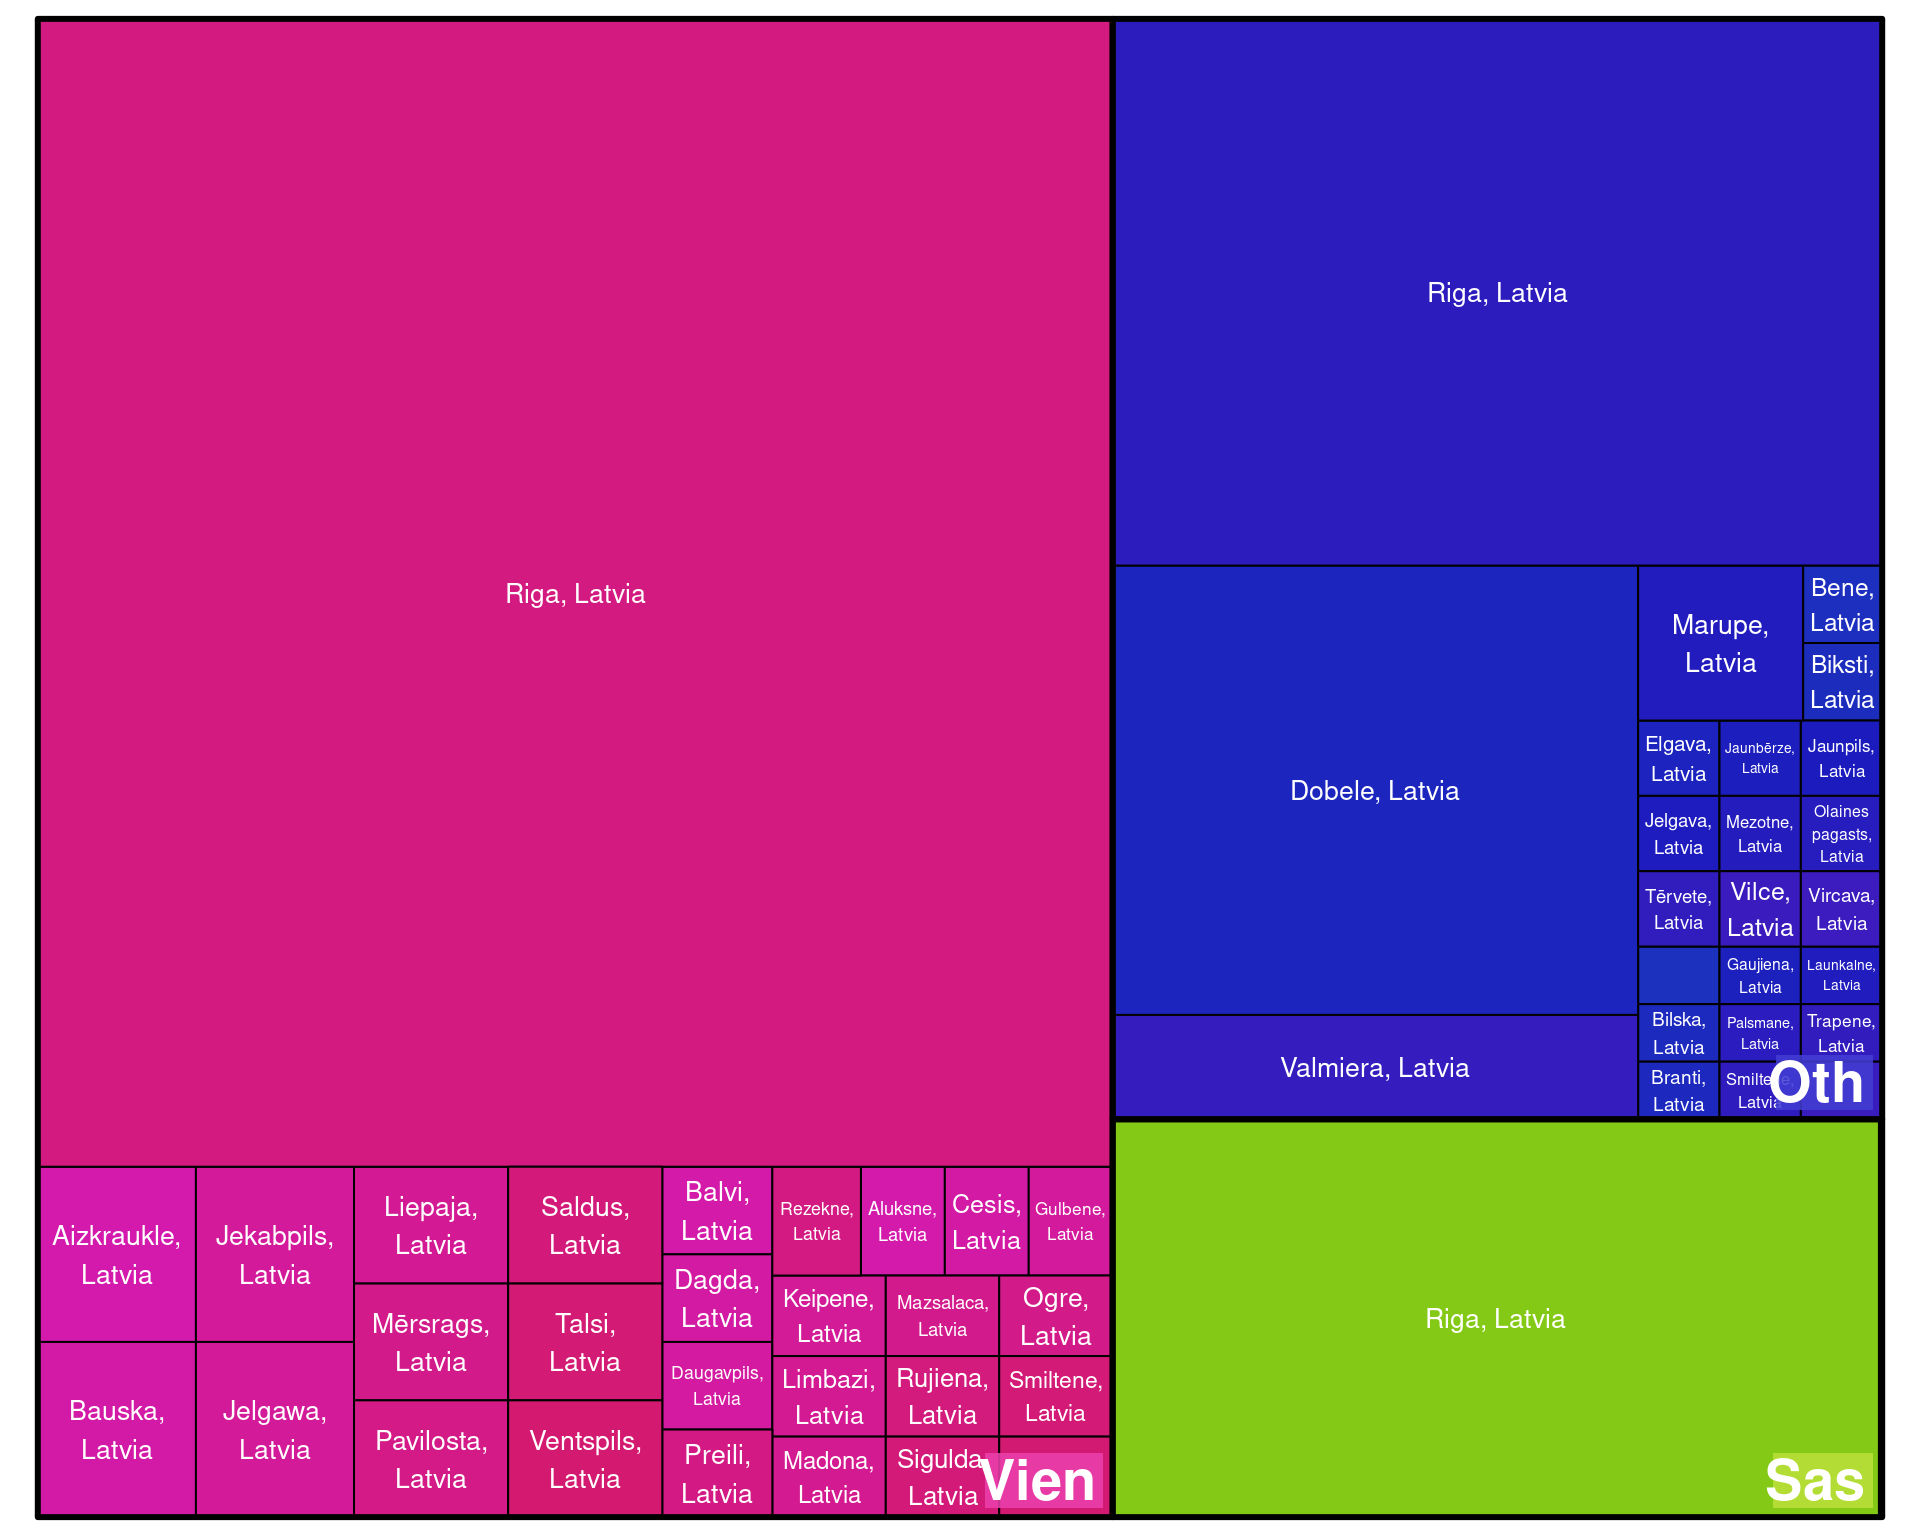 Riga, Latvia
Aizkraukle,
Latvia
Bauska,
Latvia
Jekabpils,
Latvia
Jelgawa,
Latvia
Liepaja,
Latvia
Mērsrags,
Latvia
Pavilosta,
Latvia
Saldus,
Latvia
Talsi,
Latvia
Ventspils,
Latvia
Balvi,
Latvia
Dagda,
Latvia
Daugavpils,
Latvia
Preili,
Latvia
Rezekne,
Latvia
Aluksne,
Latvia
Cesis,
Latvia
Gulbene,
Latvia
Keipene,
Latvia
Limbazi,
Latvia
Madona,
Latvia
Mazsalaca,
Latvia
Rujiena,
Latvia
Sigulda,
Latvia
Ogre,
Latvia
Smiltene,
Latvia
Vien
Riga, Latvia
Dobele, Latvia
Valmiera, Latvia
Marupe,
Latvia
Bene,
Latvia
Biksti,
Latvia
Elgava,
Latvia
Jaunbērze,
Latvia
Jaunpils,
Latvia
Jelgava,
Latvia
Mezotne,
Latvia
Olaines
pagasts,
Latvia
Tērvete,
Latvia
Vilce,
Latvia
Vircava,
Latvia
Gaujiena,
Latvia
Launkalne,
Latvia
Bilska,
Latvia
Palsmane,
Latvia
Trapene,
Latvia
Branti,
Latvia
Smiltene,
Latvia
Oth
Riga, Latvia
Sas